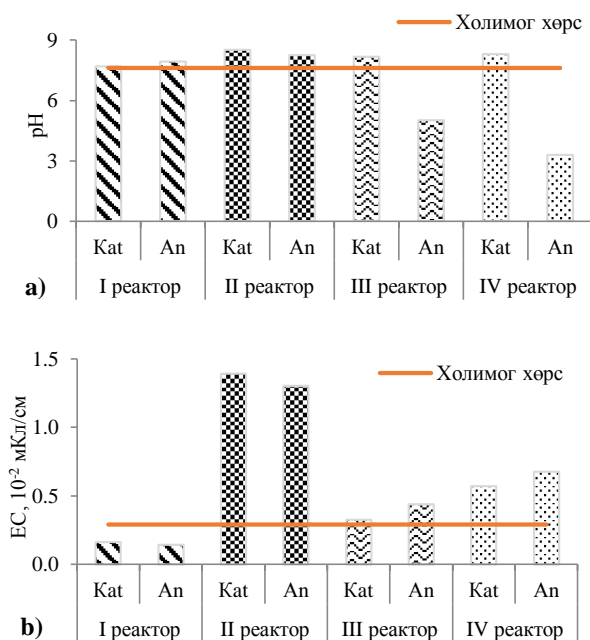 Холимог хөрс
9
6
3
0
pH
Kat An Kat An Kat An Kat An
I реактор II реактор III реактор IV реактор
a)
1.5
1.0
0.5
0.0
EC, 10⁻² мКл/см
Холимог хөрс
Kat An Kat An Kat An Kat An
I реактор II реактор III реактор IV реактор
b)